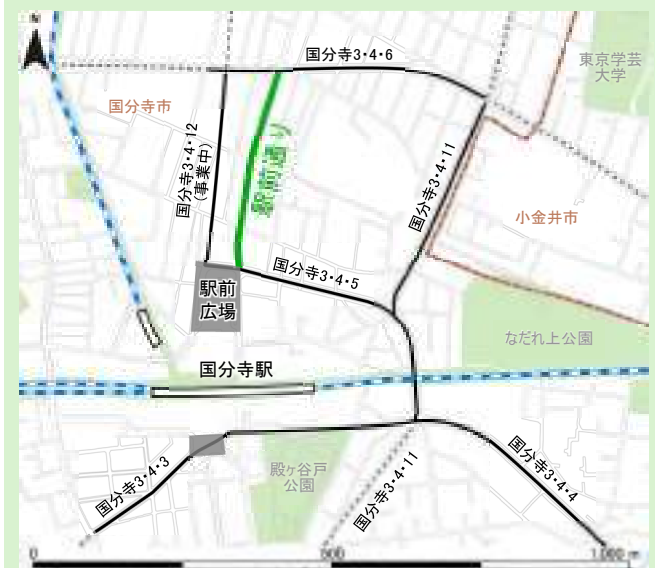 国分寺3・4・6
東京学芸
大学
国分寺市
国分寺3・4・12
(事業中)
駅前通り
国分寺3・4・11
小金井市
国分寺3・4・5
駅前
広場
なだれ上公園
国分寺駅
殿ヶ谷戸
公園
国分寺3・4・3
国分寺3・4・11
国分寺3・4・4
0
500
1,000 m